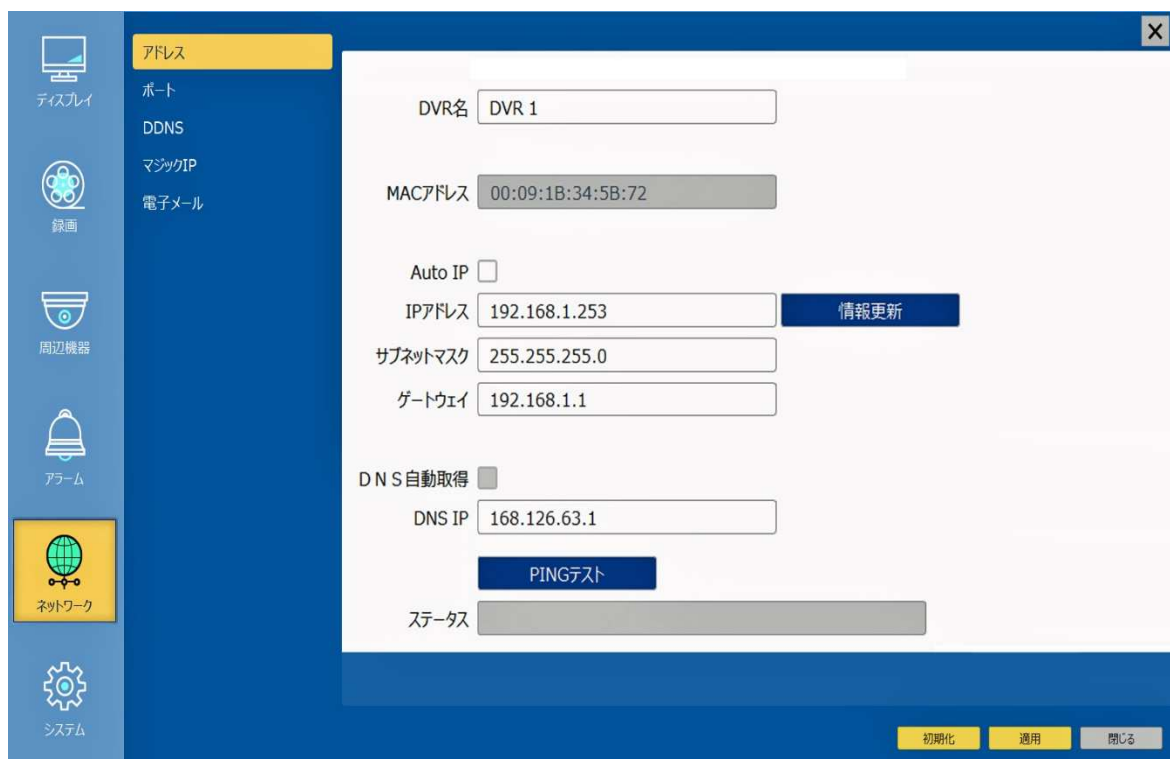 ディスプレイ
録画
周辺機器
アラーム
ネットワーク
システム
アドレス
ポート
DDNS
マジックIP
電子メール
DVR名 DVR 1
MACアドレス 00:09:1B:34:5B:72
Auto IP
IPアドレス 192.168.1.253 情報更新
サブネットマスク 255.255.255.0
ゲートウェイ 192.168.1.1
DNS自動取得
DNS IP 168.126.63.1
PINGテスト
ステータス
初期化 適用 閉じる